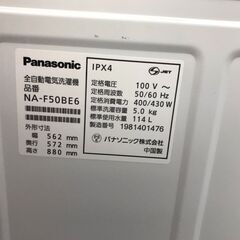 Panasonic
全自動電気洗濯機
品番
NA-F50BE6
幅 562 mm
奥行 572 mm
高さ 880 mm
IPX4
JET
定格電圧 100 V ～
定格周波数 50/60 Hz
定格消費電力 400/430 W
標準洗濯容量 5.0 kg
標準使用水量 114 L
製造番号 1981401476
パナソニック株式会社
中国製